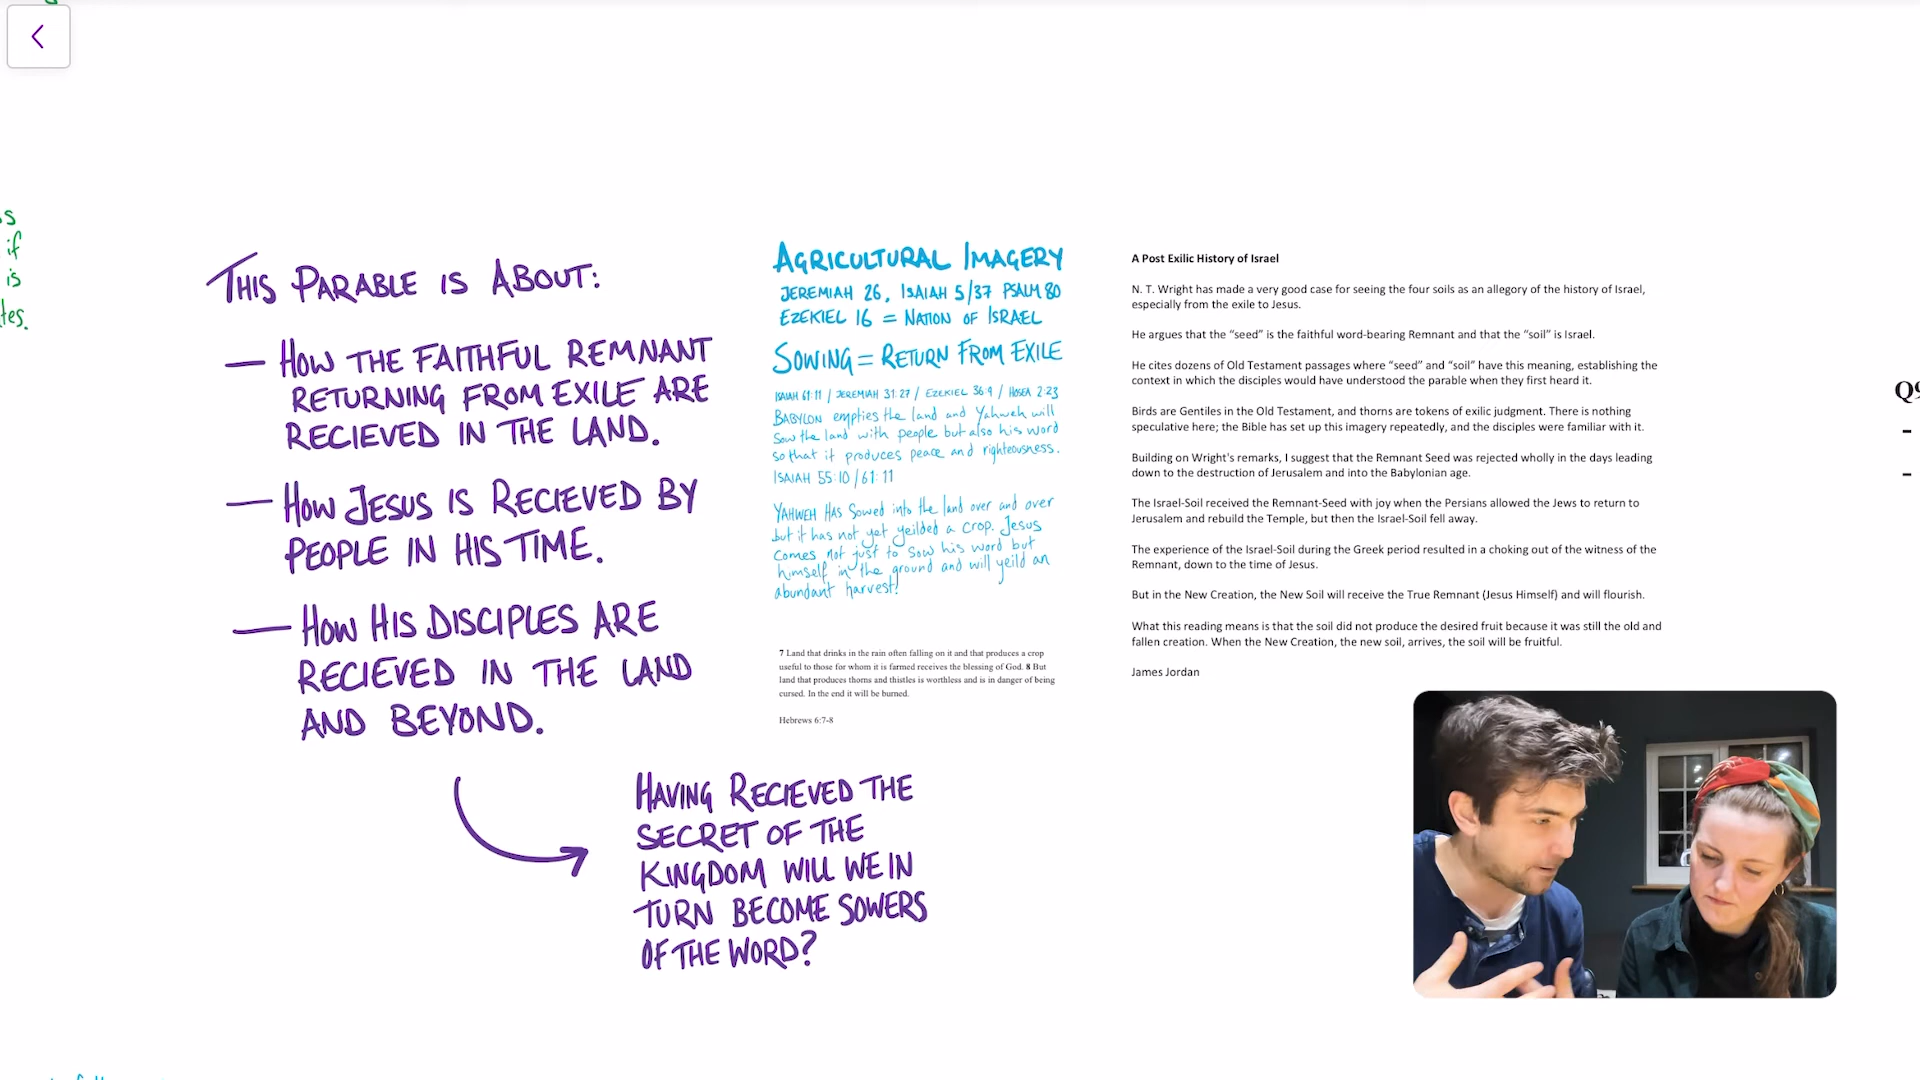 s
if
is
tes.
THIS PARABLE IS ABOUT:
— HOW THE FAITHFUL REMNANT
RETURNING FROM EXILE ARE
RECIEVED IN THE LAND.
— HOW JESUS IS RECIEVED BY
PEOPLE IN HIS TIME.
— HOW HIS DISCIPLES ARE
RECIEVED IN THE LAND
AND BEYOND.
HAVING RECIEVED THE
SECRET OF THE
KINGDOM WILL WE IN
TURN BECOME SOWERS
OF THE WORD?
AGRICULTURAL IMAGERY
JEREMIAH 26, ISAIAH 5/37 PSALM 80
EZEKIEL 16 = NATION OF ISRAEL
SOWING = RETURN FROM EXILE
ISAIAH 61:11 / JEREMIAH 31:27 / EZEKIEL 36:9 / HOSEA 2:23
BABYLON empties the land and Yahweh will
sow the land with people but also his word
so that it produces peace and righteousness.
ISAIAH 55:10/61:11
YAHWEH HAS Sowed into the land over and over
but it has not yet yeilded a crop. Jesus
comes not just to sow his word but
himself in the ground and will yeild an
abundant harvest!
7 Land that drinks in the rain often falling on it and that produces a crop
useful to those for whom it is farmed receives the blessing of God. 8 But
land that produces thorns and thistles is worthless and is in danger of being
cursed. In the end it will be burned.
Hebrews 6:7-8
A Post Exilic History of Israel
N. T. Wright has made a very good case for seeing the four soils as an allegory of the history of Israel,
especially from the exile to Jesus.
He argues that the “seed” is the faithful word-bearing Remnant and that the “soil” is Israel.
He cites dozens of Old Testament passages where “seed” and “soil” have this meaning, establishing the
context in which the disciples would have understood the parable when they first heard it.
Birds are Gentiles in the Old Testament, and thorns are tokens of exilic judgment. There is nothing
speculative here; the Bible has set up this imagery repeatedly, and the disciples were familiar with it.
Building on Wright's remarks, I suggest that the Remnant Seed was rejected wholly in the days leading
down to the destruction of Jerusalem and into the Babylonian age.
The Israel-Soil received the Remnant-Seed with joy when the Persians allowed the Jews to return to
Jerusalem and rebuild the Temple, but then the Israel-Soil fell away.
The experience of the Israel-Soil during the Greek period resulted in a choking out of the witness of the
Remnant, down to the time of Jesus.
But in the New Creation, the New Soil will receive the True Remnant (Jesus Himself) and will flourish.
What this reading means is that the soil did not produce the desired fruit because it was still the old and
fallen creation. When the New Creation, the new soil, arrives, the soil will be fruitful.
James Jordan
Q9
-
-